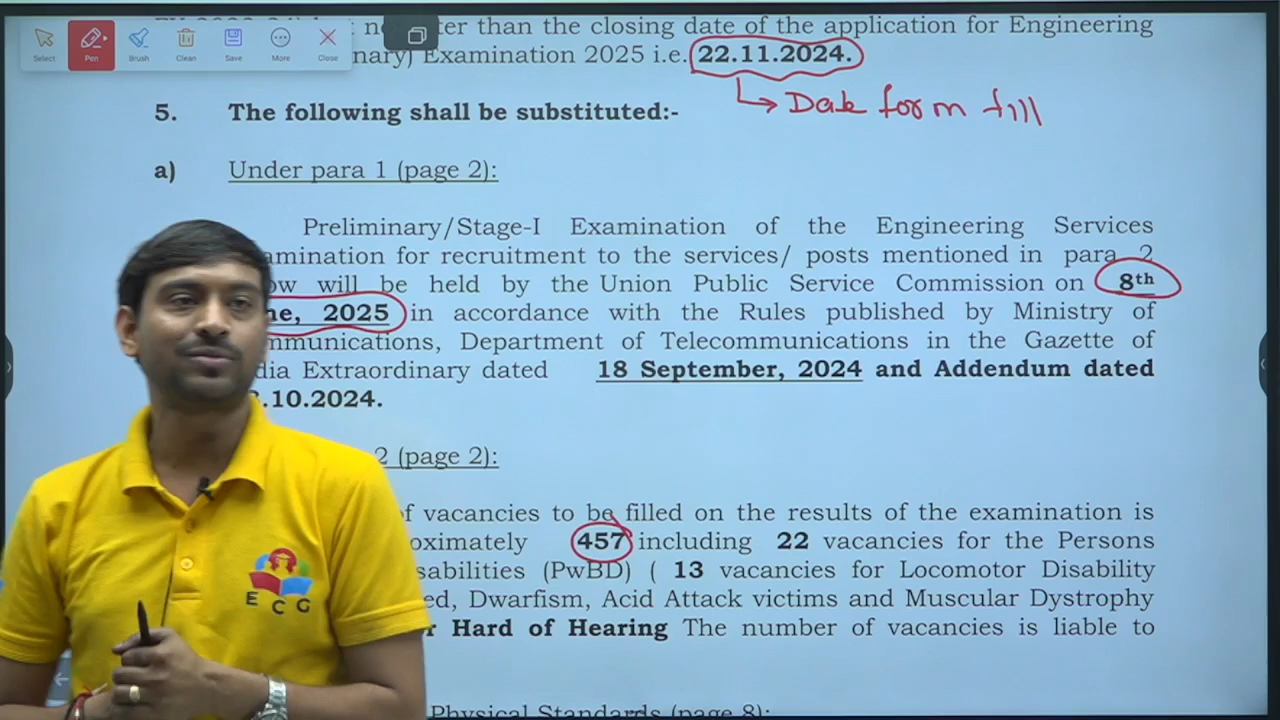 than the closing date of the application for Engineering
Examination 2025 i.e. 22.11.2024.
Date form fill
Select Pen Brush Clean Save More Close
5. The following shall be substituted:-
a) Under para 1 (page 2):
Preliminary/Stage-I Examination of the Engineering Services
amination for recruitment to the services/ posts mentioned in para 2
ow will be held by the Union Public Service Commission on 8th
ne, 2025 in accordance with the Rules published by Ministry of
mmunications, Department of Telecommunications in the Gazette of
dia Extraordinary dated 18 September, 2024 and Addendum dated
.10.2024.
2 (page 2):
f vacancies to be filled on the results of the examination is
oximately 457 including 22 vacancies for the Persons
sabilities (PwBD) ( 13 vacancies for Locomotor Disability
ed, Dwarfism, Acid Attack victims and Muscular Dystrophy
r Hard of Hearing The number of vacancies is liable to
Physical Standards (page 8):
ECG